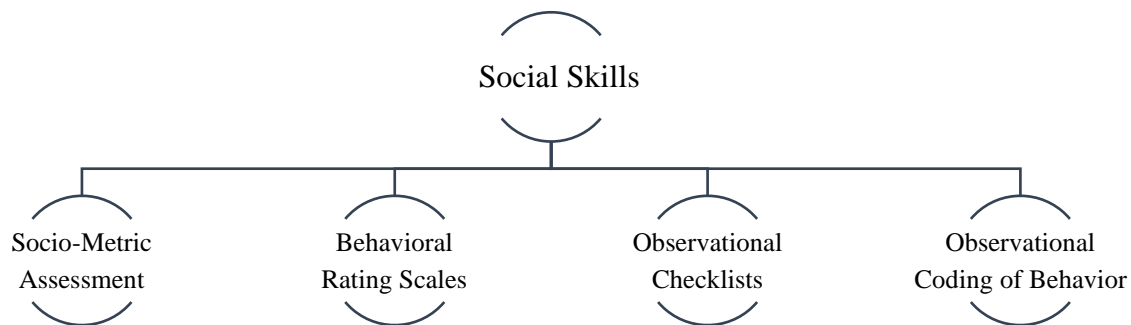 Social Skills
Socio-Metric
Assessment
Behavioral
Rating Scales
Observational
Checklists
Observational
Coding of Behavior